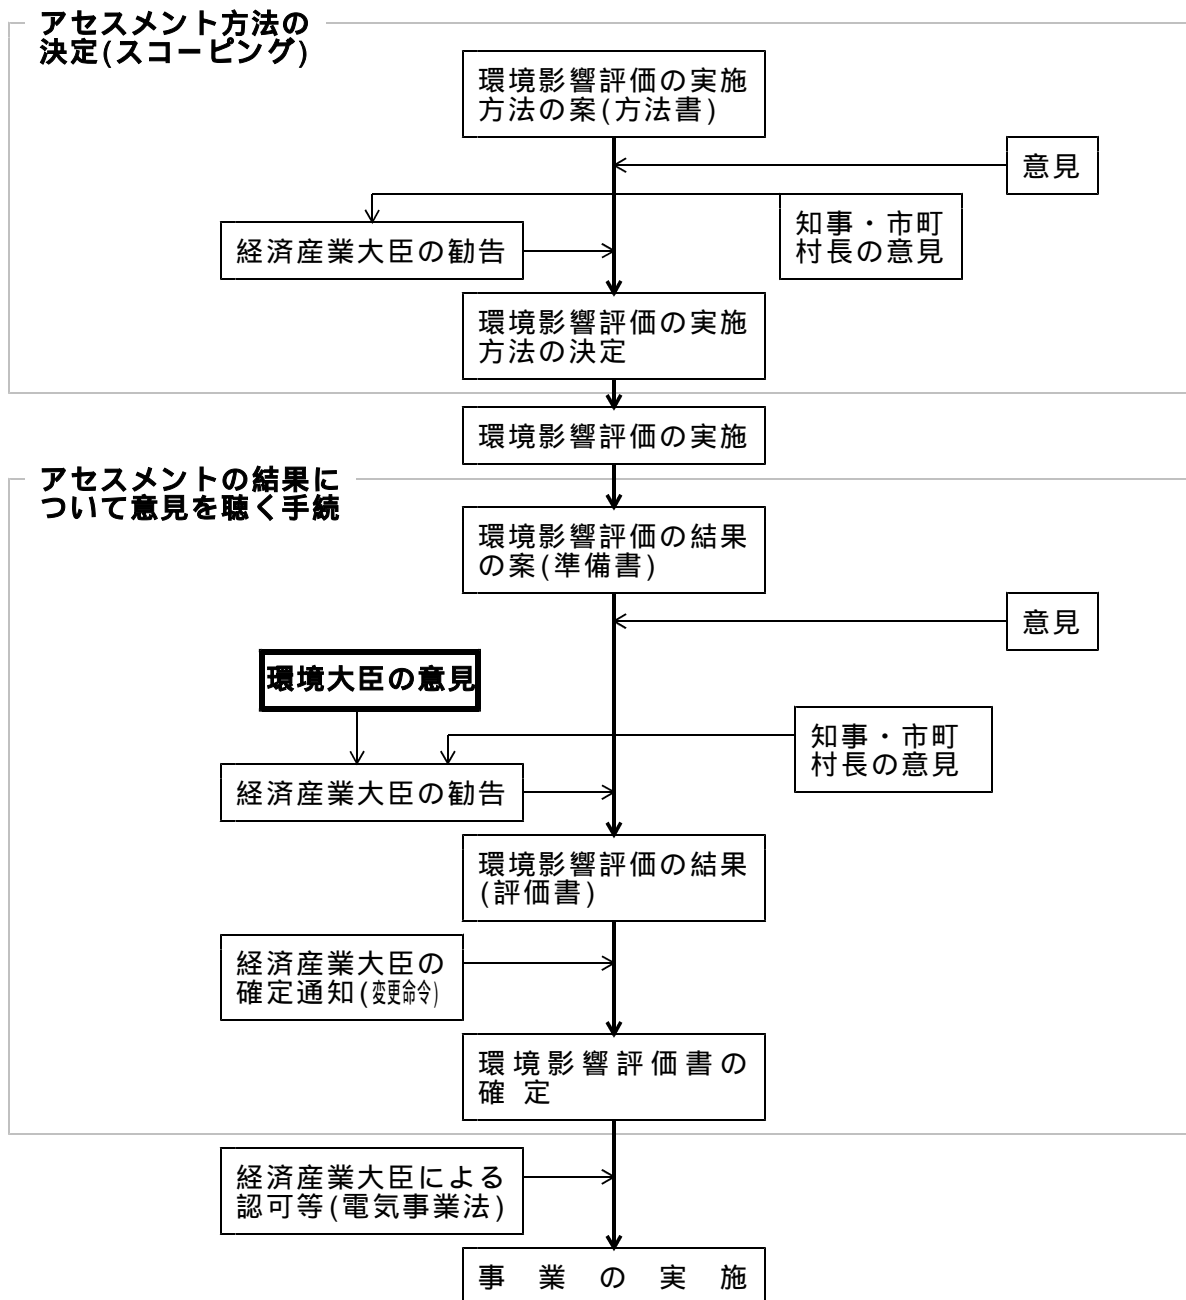 アセスメント方法の
決定(スコーピング)
環境影響評価の実施
方法の案(方法書)
意見
知事・市町
村長の意見
経済産業大臣の勧告
環境影響評価の実施
方法の決定
環境影響評価の実施
アセスメントの結果に
ついて意見を聴く手続
環境影響評価の結果
の案(準備書)
意見
環境大臣の意見
知事・市町
村長の意見
経済産業大臣の勧告
環境影響評価の結果
(評価書)
経済産業大臣の
確定通知(変更命令)
環境影響評価書の
確 定
経済産業大臣による
認可等(電気事業法)
事 業 の 実 施